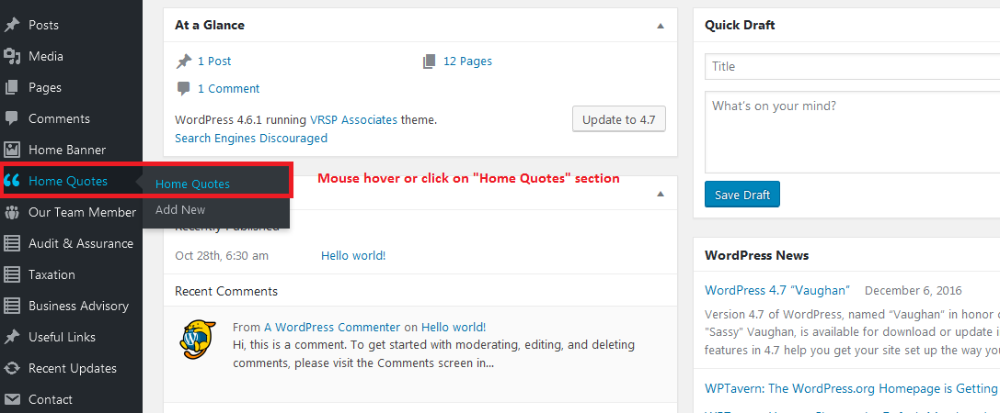 Posts
Media
Pages
Comments
Home Banner
Home Quotes
Our Team Member
Audit & Assurance
Taxation
Business Advisory
Useful Links
Recent Updates
Contact
Home Quotes
Add New
Mouse hover or click on "Home Quotes" section
At a Glance
1 Post
12 Pages
1 Comment
WordPress 4.6.1 running VRSP Associates theme.
Update to 4.7
Search Engines Discouraged
Recently Published
Oct 28th, 6:30 am
Hello world!
Recent Comments
From A WordPress Commenter on Hello world!
Hi, this is a comment. To get started with moderating, editing, and deleting
comments, please visit the Comments screen in...
Quick Draft
Title
What's on your mind?
Save Draft
WordPress News
WordPress 4.7 “Vaughan” December 6, 2016
Version 4.7 of WordPress, named “Vaughan” in honor
"Sassy" Vaughan, is available for download or update
features in 4.7 help you get your site set up the way
WPTavern: The WordPress.org Homepage is Getting